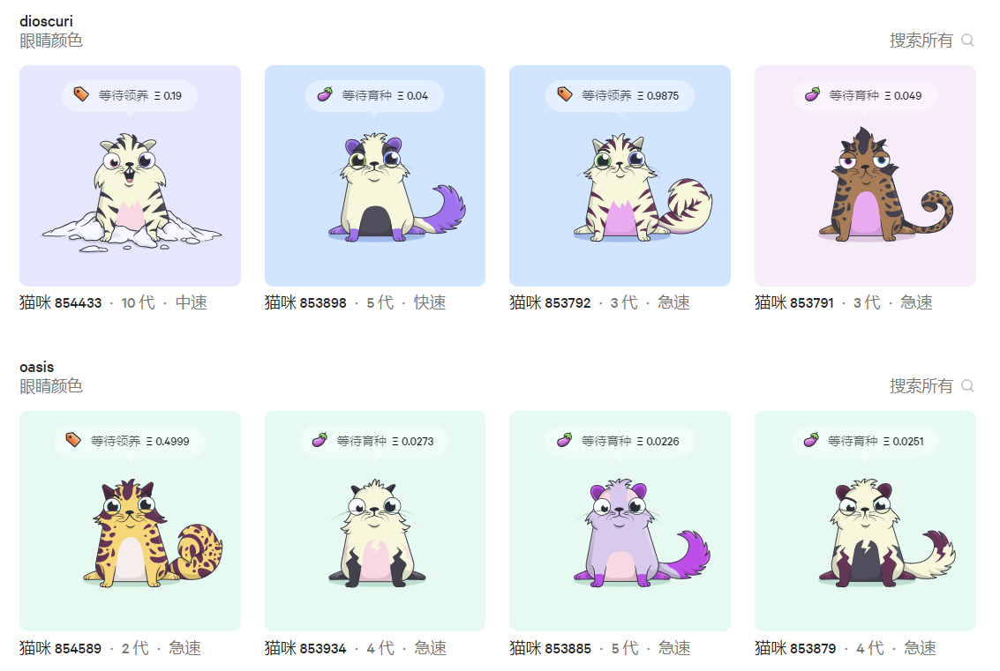 dioscuri
眼睛颜色
搜索所有
等待领养 Ξ 0.19
等待育种 Ξ 0.04
等待领养 Ξ 0.9875
等待育种 Ξ 0.049
猫咪 854433 · 10 代 · 中速
猫咪 853898 · 5 代 · 快速
猫咪 853792 · 3 代 · 急速
猫咪 853791 · 3 代 · 急速
oasis
眼睛颜色
搜索所有
等待领养 Ξ 0.4999
等待育种 Ξ 0.0273
等待育种 Ξ 0.0226
等待育种 Ξ 0.0251
猫咪 854589 · 2 代 · 急速
猫咪 853934 · 4 代 · 急速
猫咪 853885 · 5 代 · 急速
猫咪 853879 · 4 代 · 急速